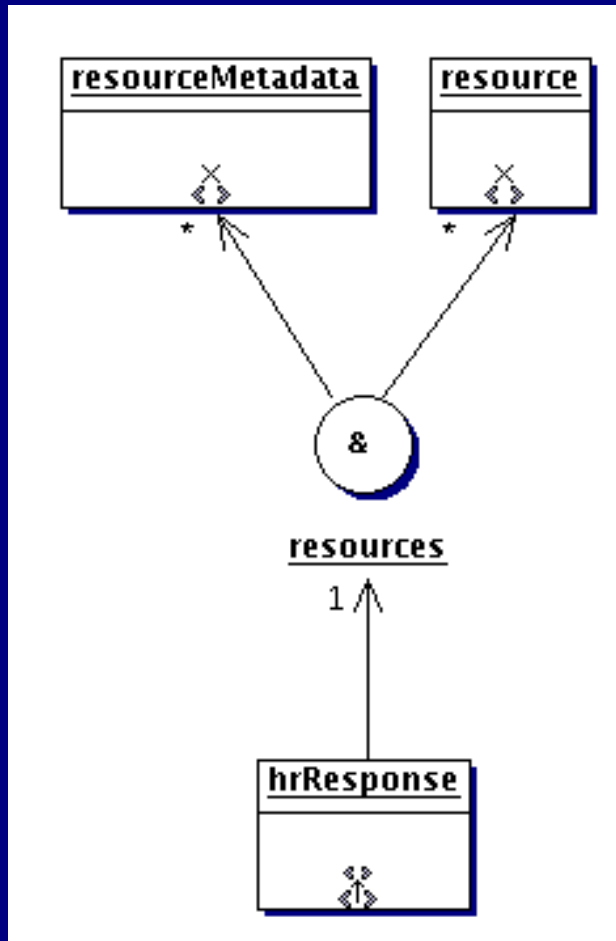 resourceMetadata
resource
*
*
&
resources
1
hrResponse